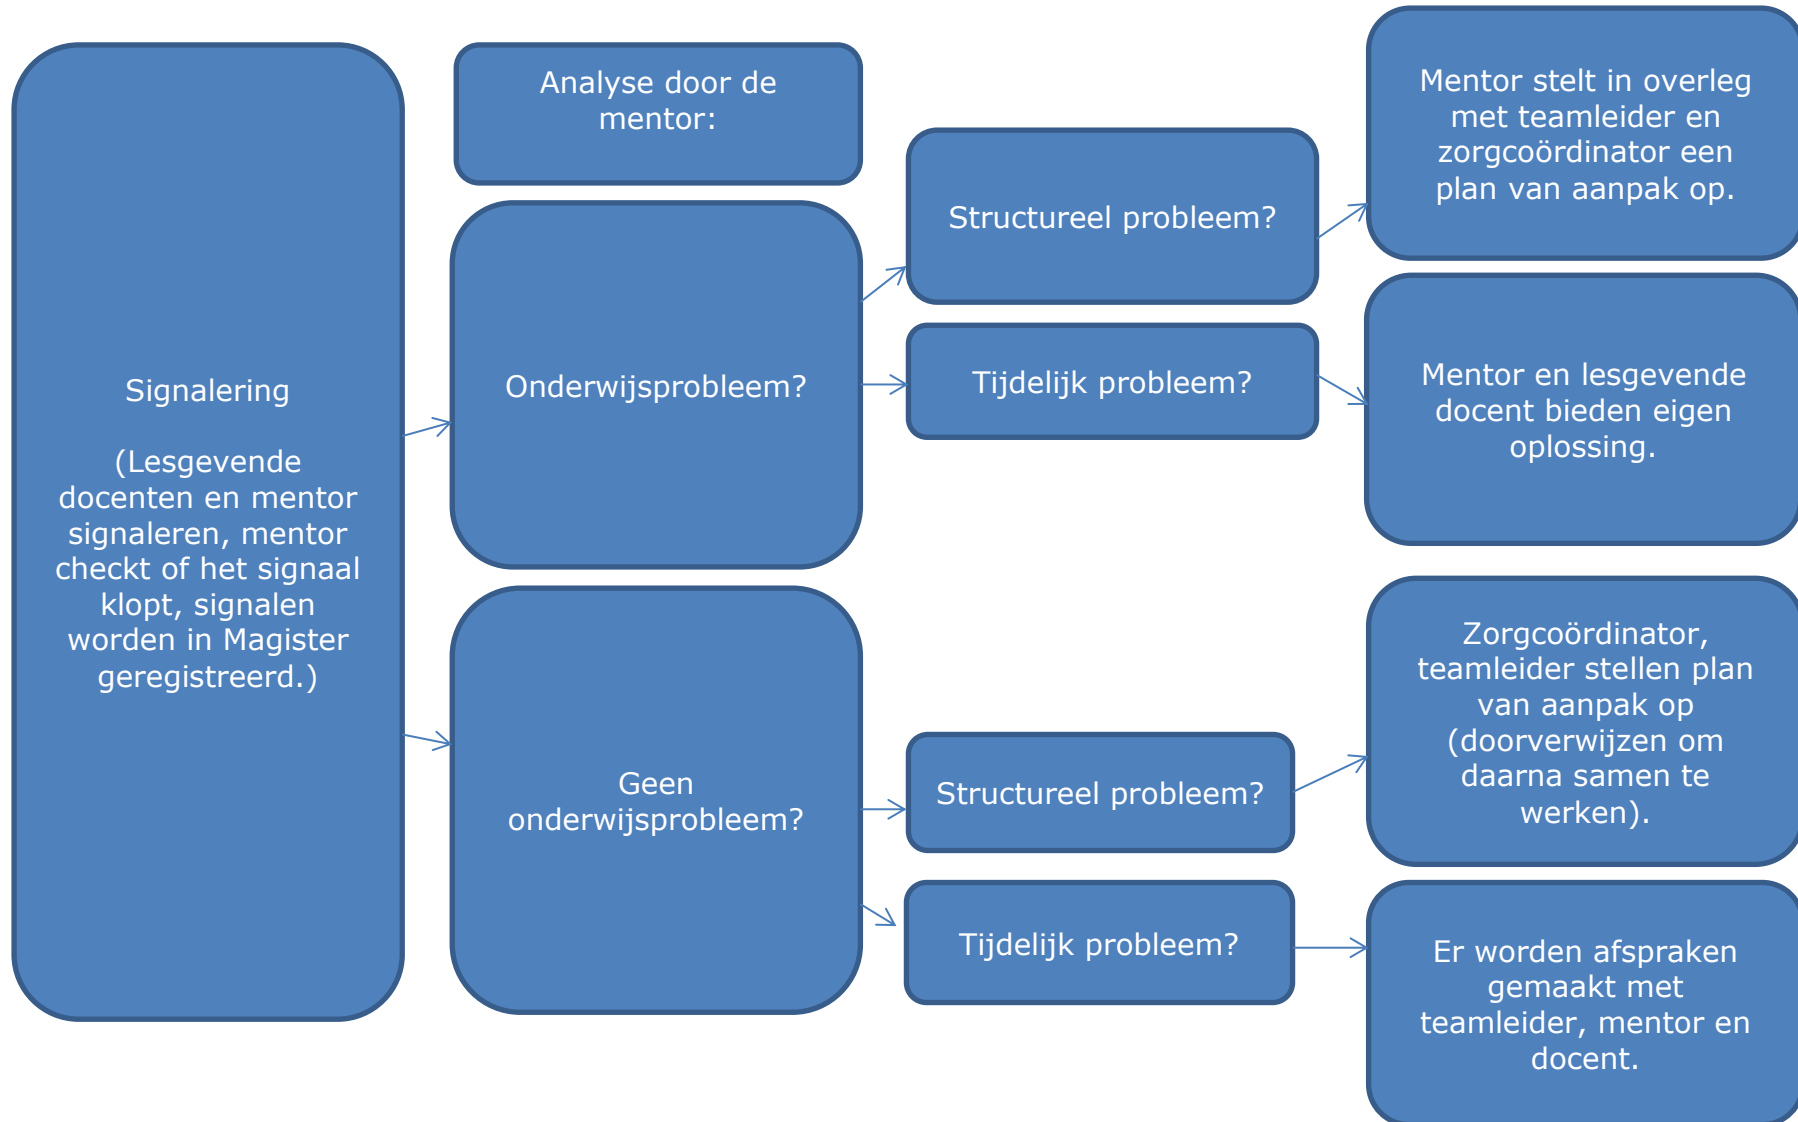 Signalering
(Lesgevende
docenten en mentor
signaleren, mentor
checkt of het signaal
klopt, signalen
worden in Magister
geregistreerd.)
Analyse door de
mentor:
Onderwijsprobleem?
Structureel probleem?
Mentor stelt in overleg
met teamleider en
zorgcoördinator een
plan van aanpak op.
Tijdelijk probleem?
Mentor en lesgevende
docent bieden eigen
oplossing.
Geen
onderwijsprobleem?
Structureel probleem?
Zorgcoördinator,
teamleider stellen plan
van aanpak op
(doorverwijzen om
daarna samen te
werken).
Tijdelijk probleem?
Er worden afspraken
gemaakt met
teamleider, mentor en
docent.